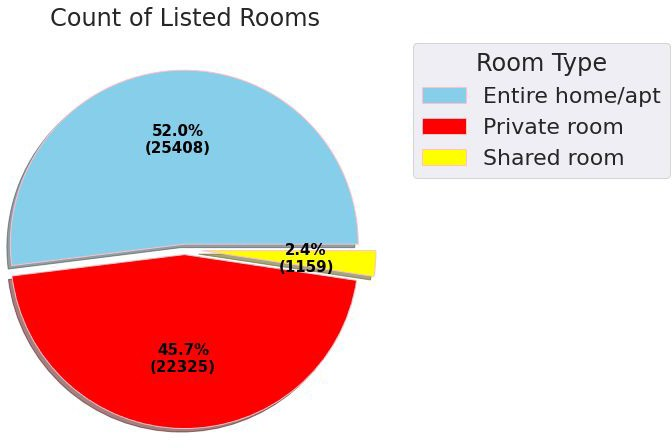 Count of Listed Rooms
Room Type
Entire home/apt
Private room
Shared room
52.0%
(25408)
2.4%
(1159)
45.7%
(22325)